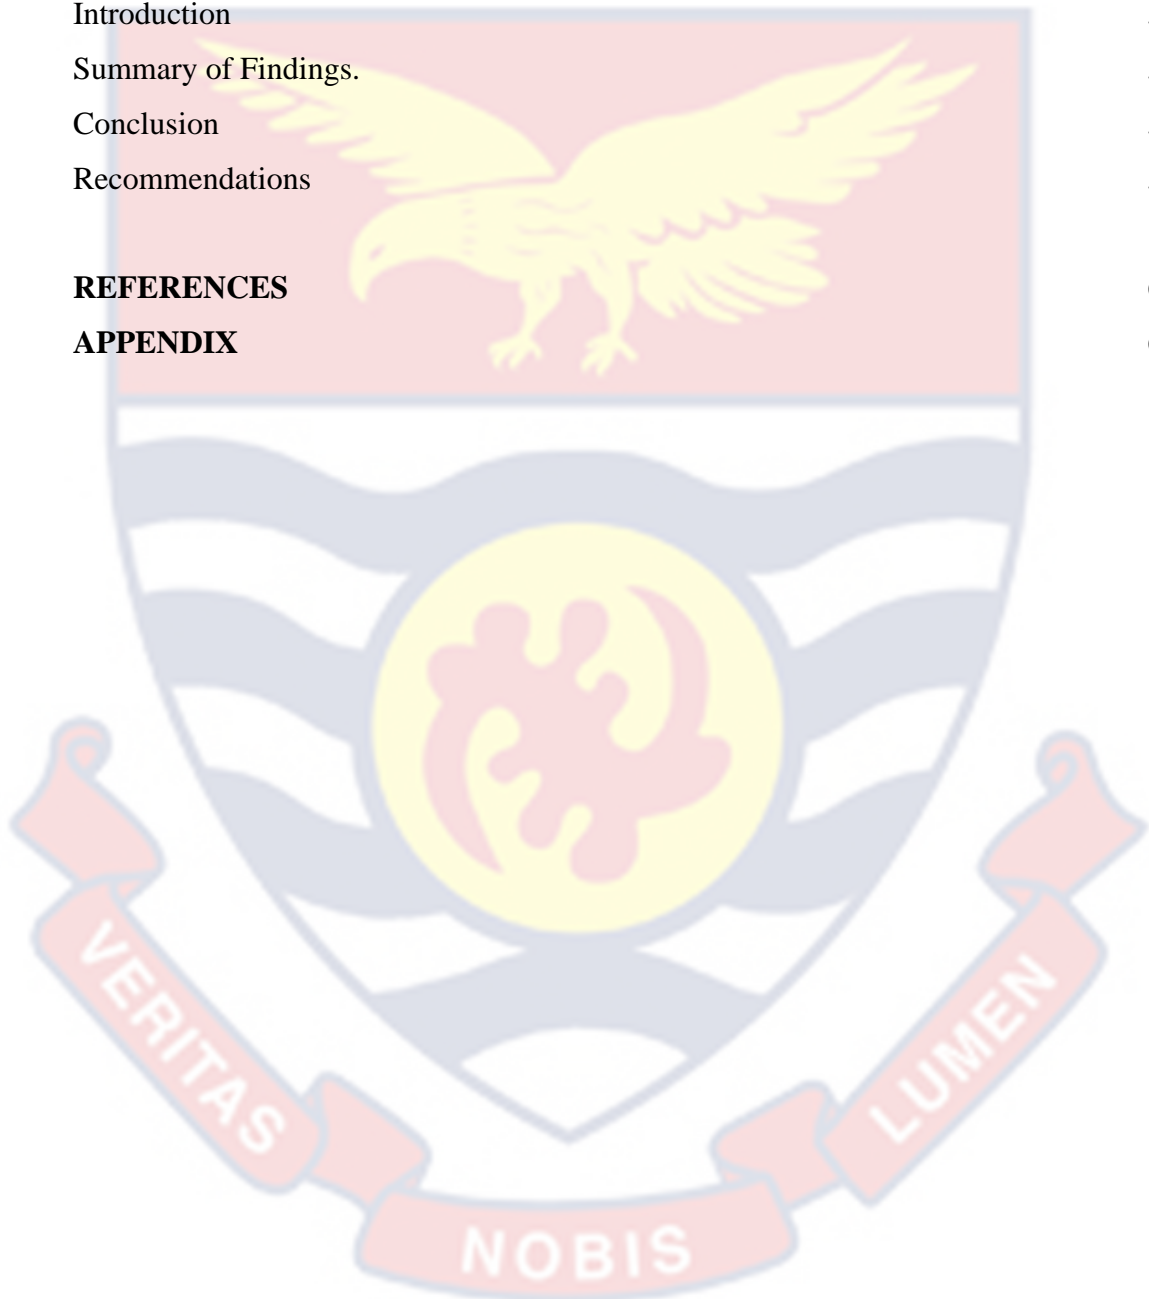 Introduction
Summary of Findings.
Conclusion
Recommendations
REFERENCES
APPENDIX
VERITAS
NOBIS
LUMEN